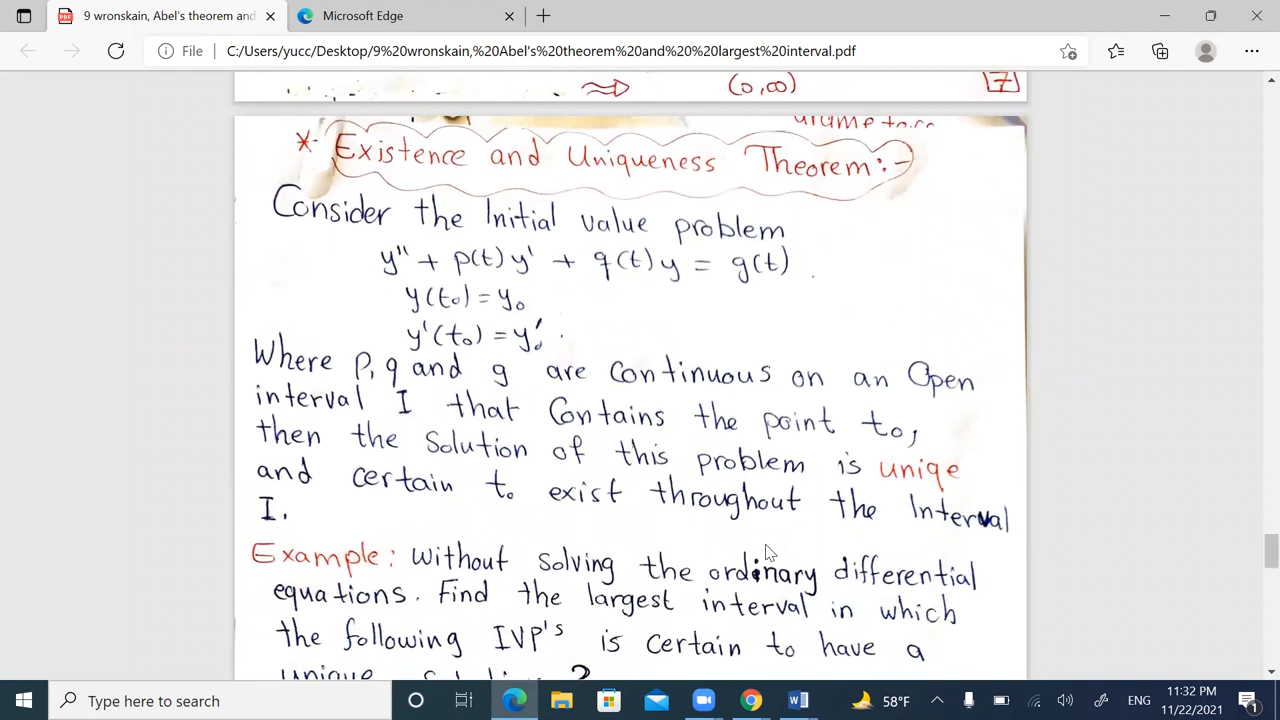 9 wronskain, Abel's theorem and
Microsoft Edge
File
C:/Users/yucc/Desktop/9%20wronskain,%20Abel's%20theorem%20and%20%20largest%20interval.pdf
(0,∞)
7
* Existence and Uniqueness Theorem:-
Consider the Initial value problem
y" + p(t) y' + q(t) y = g(t)
y(t₀) = y₀
y'(t₀) = y₀' .
Where p, q and g are continuous on an Open
interval I that Contains the point to,
then the Solution of this problem is uniqe
and certain to exist throughout the Interval
I.
Example: without solving the ordinary differential
equations. Find the largest interval in which
the following IVP's is certain to have a
Type here to search
58°F
ENG
11:32 PM
11/22/2021
1